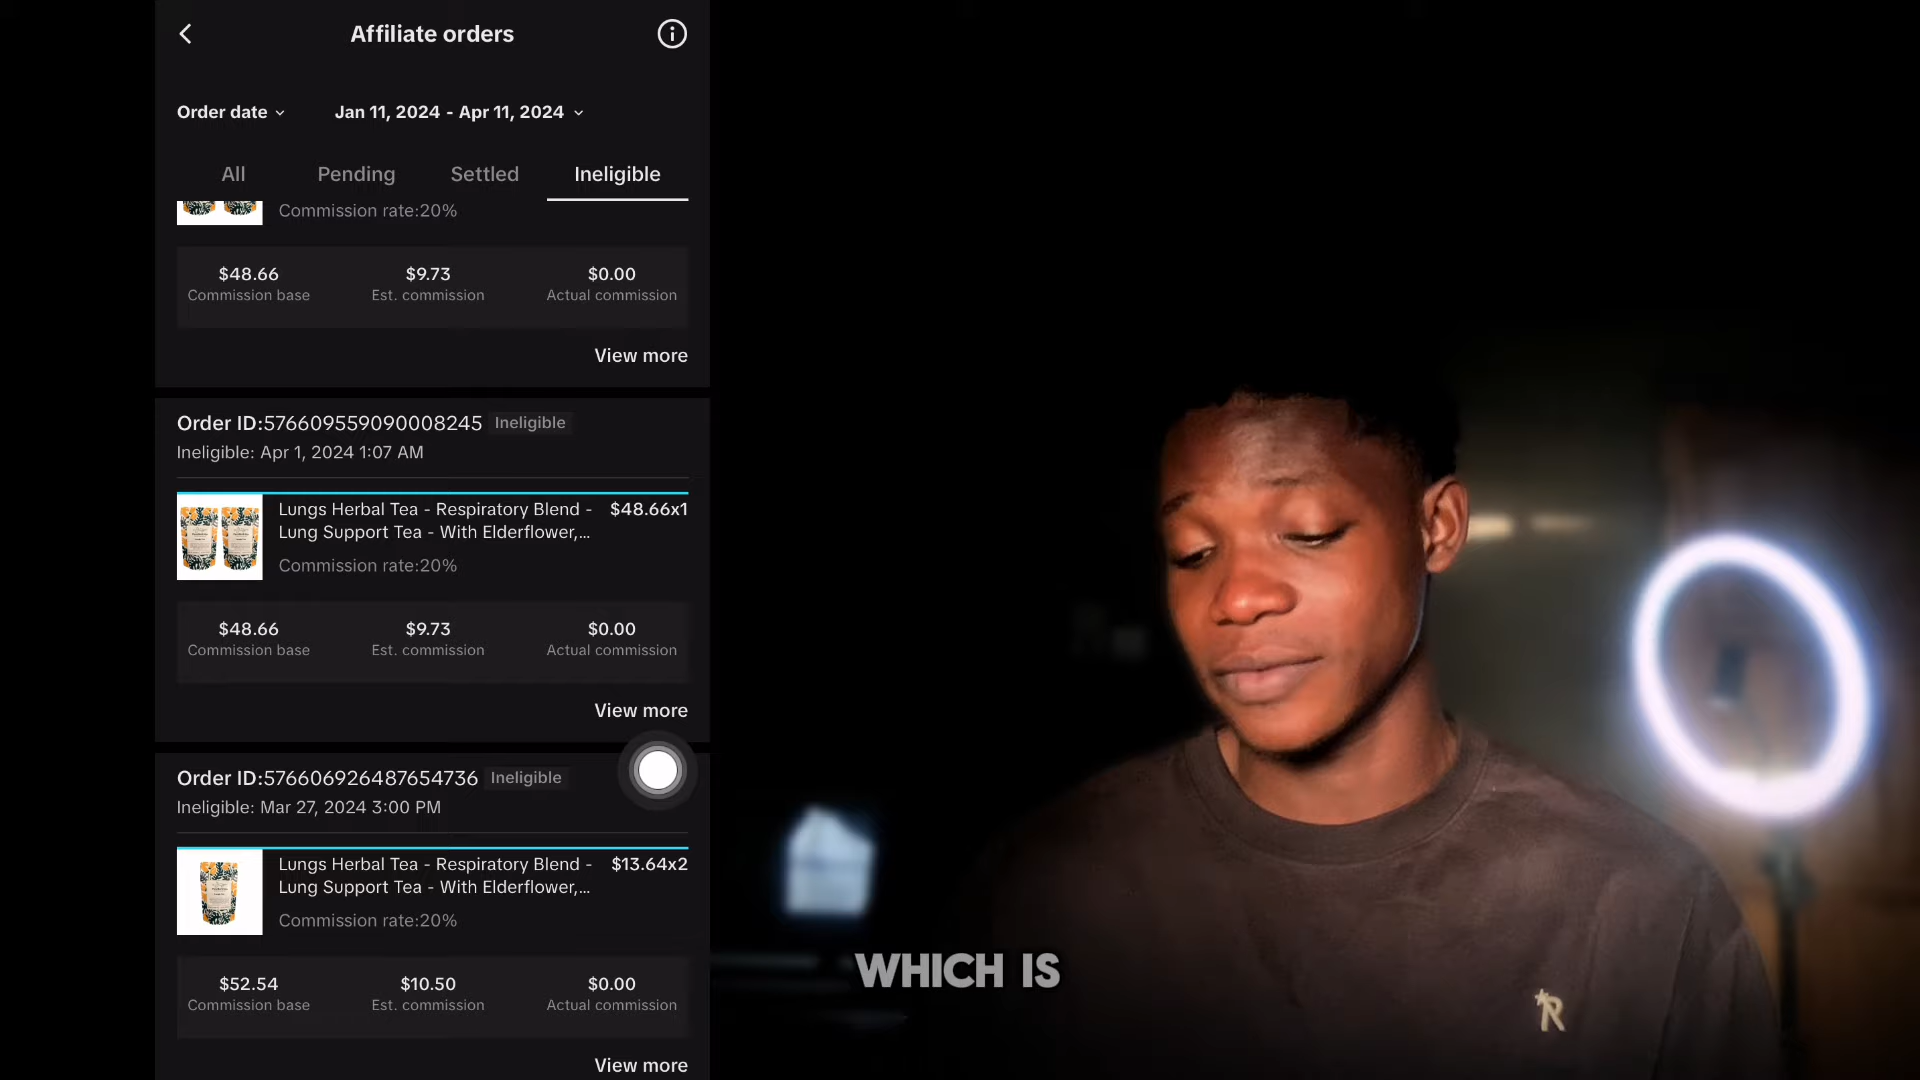 Affiliate orders
Order date
Jan 11, 2024 - Apr 11, 2024
All Pending Settled Ineligible
Commission rate:20%
$48.66 $9.73 $0.00
Commission base Est. commission Actual commission
View more
Order ID:576609559090008245 Ineligible
Ineligible: Apr 1, 2024 1:07 AM
Lungs Herbal Tea - Respiratory Blend - $48.66x1
Lung Support Tea - With Elderflower,...
Commission rate:20%
$48.66 $9.73 $0.00
Commission base Est. commission Actual commission
View more
Order ID:576606926487654736 Ineligible
Ineligible: Mar 27, 2024 3:00 PM
Lungs Herbal Tea - Respiratory Blend - $13.64x2
Lung Support Tea - With Elderflower,...
Commission rate:20%
$52.54 $10.50 $0.00
Commission base Est. commission Actual commission
View more
WHICH IS
R